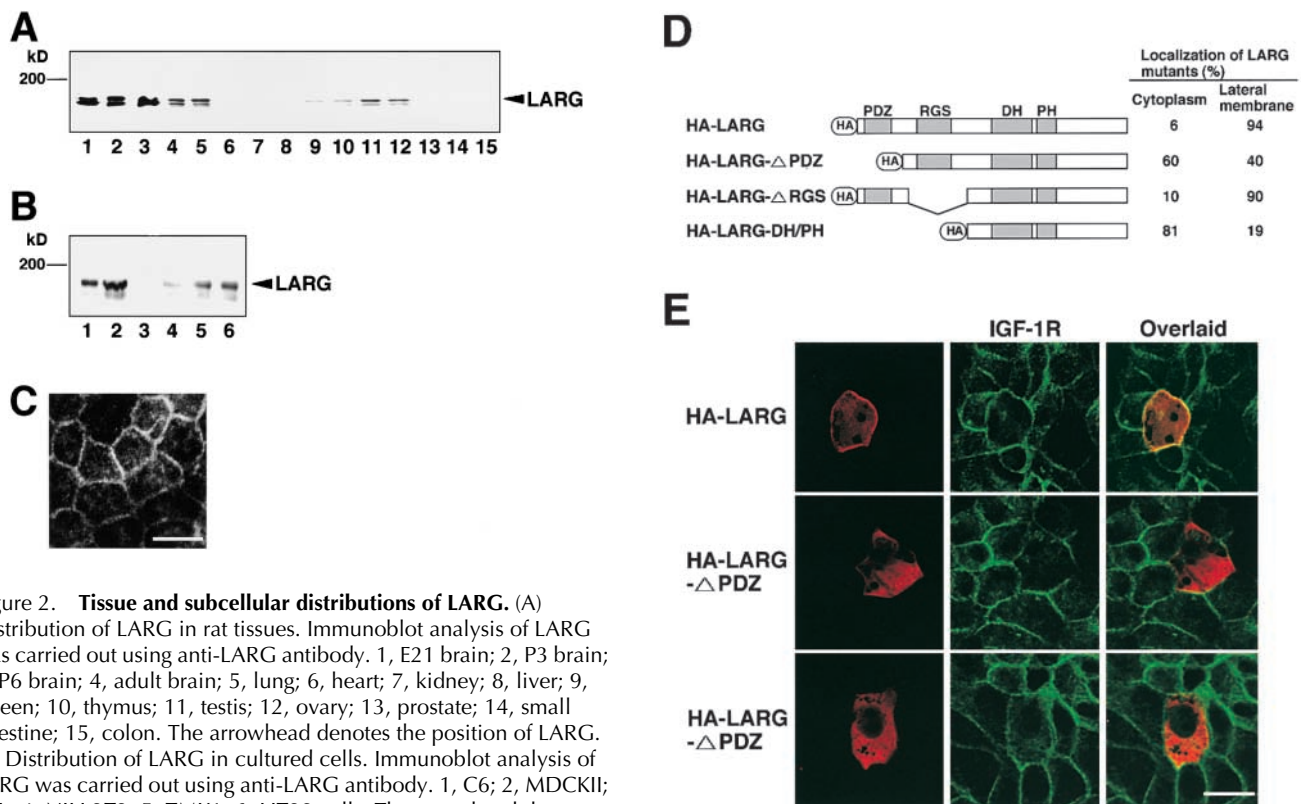 A
kD
200
LARG
1 2 3 4 5 6 7 8 9 10 11 12 13 14 15
B
kD
200
LARG
1 2 3 4 5 6
C
gure 2. Tissue and subcellular distributions of LARG. (A)
stribution of LARG in rat tissues. Immunoblot analysis of LARG
as carried out using anti-LARG antibody. 1, E21 brain; 2, P3 brain;
P6 brain; 4, adult brain; 5, lung; 6, heart; 7, kidney; 8, liver; 9,
leen; 10, thymus; 11, testis; 12, ovary; 13, prostate; 14, small
testine; 15, colon. The arrowhead denotes the position of LARG.
Distribution of LARG in cultured cells. Immunoblot analysis of
ARG was carried out using anti-LARG antibody. 1, C6; 2, MDCKII;
D
Localization of LARG
mutants (%)
Cytoplasm Lateral membrane
PDZ RGS DH PH
HA-LARG HA 6 94
HA-LARG-△PDZ HA 60 40
HA-LARG-△RGS HA 10 90
HA-LARG-DH/PH HA 81 19
E
IGF-1R Overlaid
HA-LARG
HA-LARG
-△PDZ
HA-LARG
-△PDZ